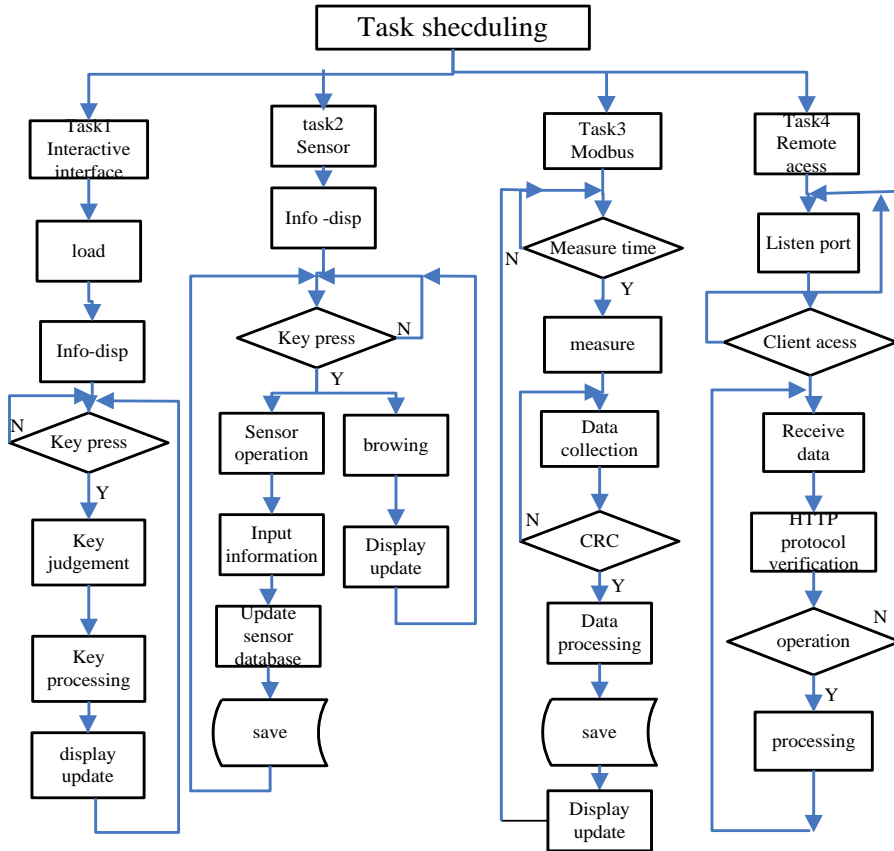 Task shecduling
Task1
Interactive
interface
load
Info-disp
N
Key press
Y
Key
judgement
Key
processing
display
update
task2
Sensor
Info -disp
Key press
N
Y
Sensor
operation
Input
information
Update
sensor
database
save
browing
Display
update
Task3
Modbus
Measure time
N
Y
measure
Data
collection
N
CRC
Y
Data
processing
save
Display
update
Task4
Remote
acess
Listen port
Client acess
Receive
data
HTTP
protocol
verification
N
operation
Y
processing